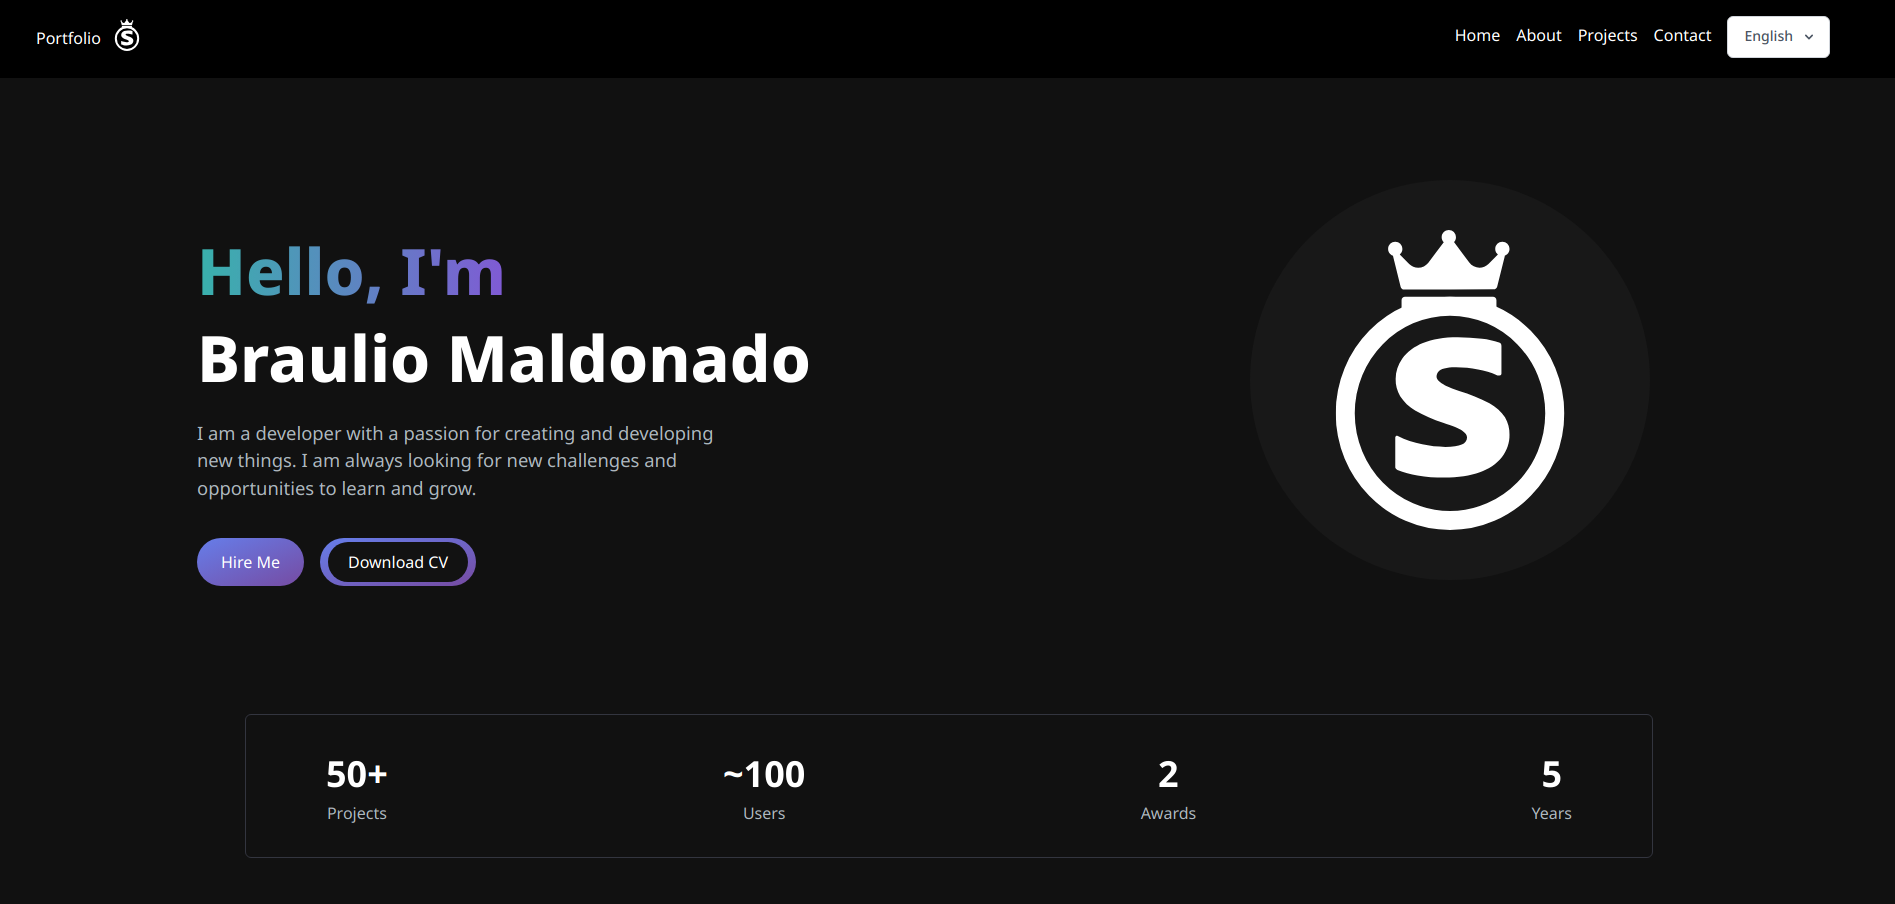 Portfolio
S
Home About Projects Contact English
Hello, I'm
Braulio Maldonado
I am a developer with a passion for creating and developing
new things. I am always looking for new challenges and
opportunities to learn and grow.
Hire Me Download CV
S
50+ ~100 2 5
Projects Users Awards Years